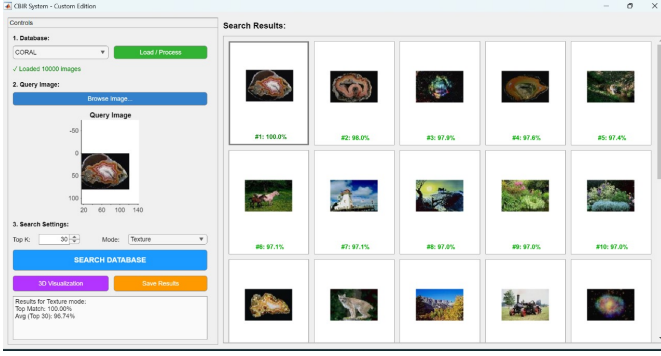 CBIR System - Custom Edition
Controls
1. Database:
CORAL
Load / Process
✓ Loaded 10000 images
2. Query Image:
Browse Image...
Query Image
-50
0
50
100
20 60 100 140
3. Search Settings:
Top K: 30 Mode: Texture
SEARCH DATABASE
3D Visualization Save Results
Results for Texture mode:
Top Match: 100.00%
Avg (Top 30): 96.74%
Search Results:
#1: 100.0% #2: 98.0% #3: 97.9% #4: 97.6% #5: 97.4%
#6: 97.1% #7: 97.1% #8: 97.0% #9: 97.0% #10: 97.0%